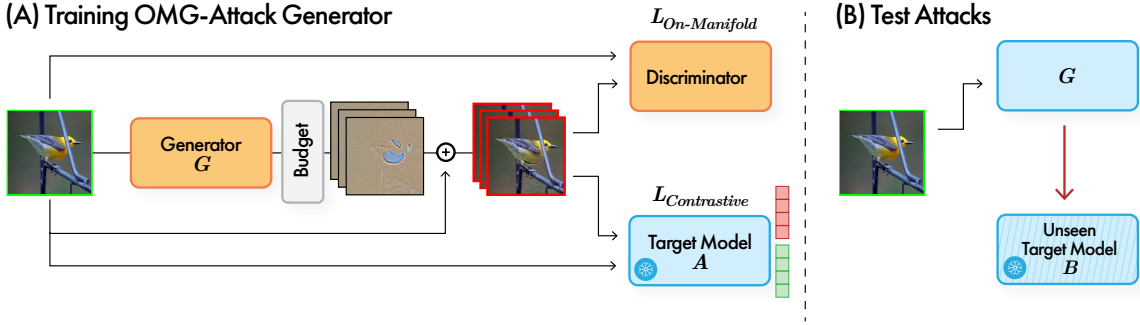 (A) Training OMG-Attack Generator
L_On-Manifold
Discriminator
Generator
G
Budget
+
L_Contrastive
Target Model
A
(B) Test Attacks
G
Unseen
Target Model
B